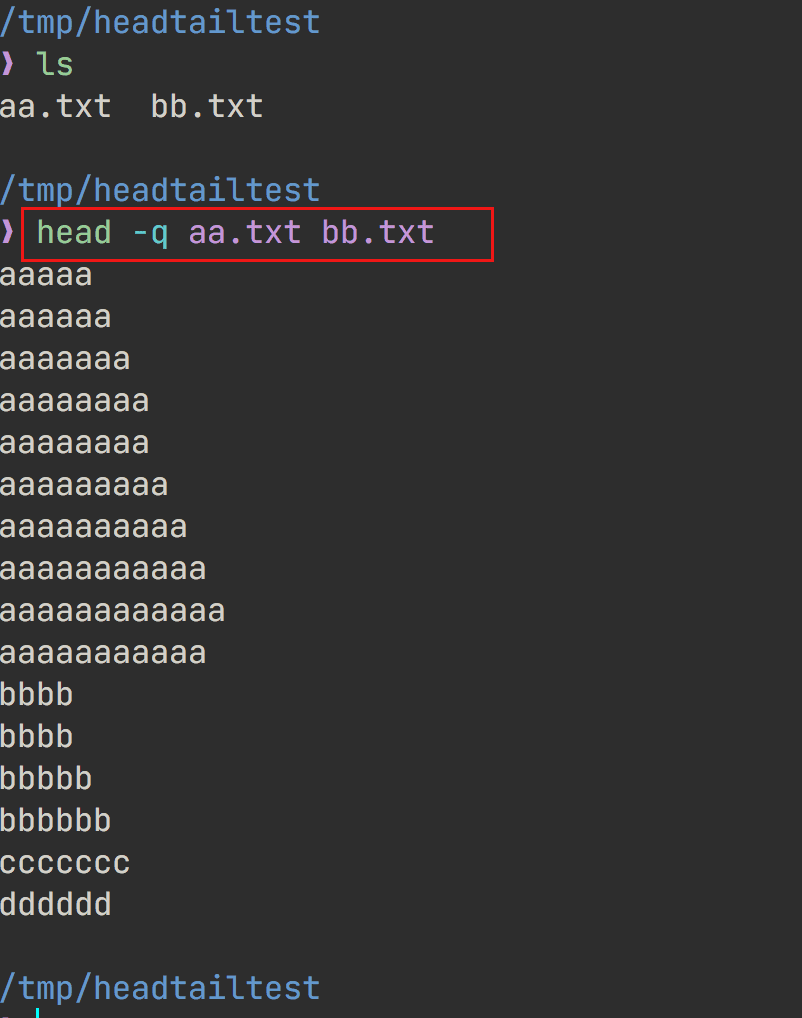 /tmp/headtailtest
❯ ls
aa.txt  bb.txt
/tmp/headtailtest
❯ head -q aa.txt bb.txt
aaaaa
aaaaaa
aaaaaaa
aaaaaaaa
aaaaaaaa
aaaaaaaaa
aaaaaaaaaa
aaaaaaaaaaa
aaaaaaaaaaaa
aaaaaaaaaaa
bbbb
bbbb
bbbbb
bbbbbb
ccccccc
dddddd
/tmp/headtailtest